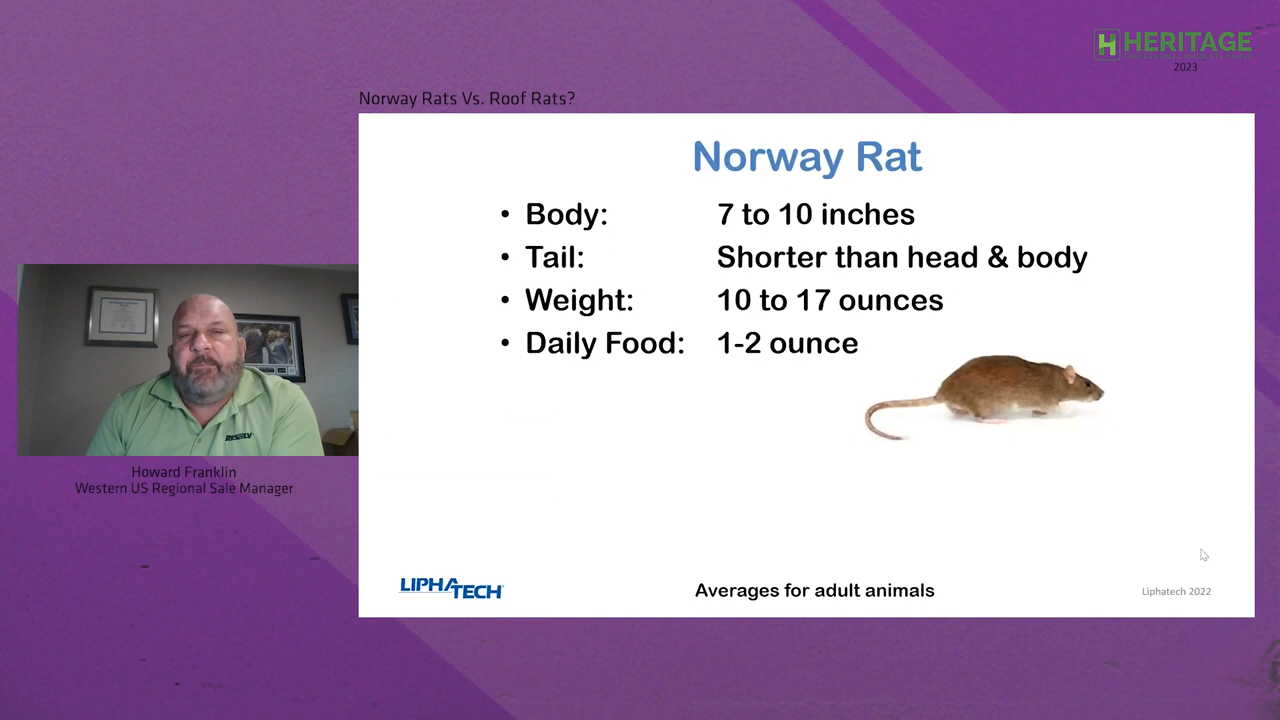 HERITAGE
2023
Norway Rats Vs. Roof Rats?
Norway Rat
• Body: 7 to 10 inches
• Tail: Shorter than head & body
• Weight: 10 to 17 ounces
• Daily Food: 1-2 ounce
RESOLV
Howard Franklin
Western US Regional Sale Manager
LIPHATECH
Averages for adult animals
Liphatech 2022